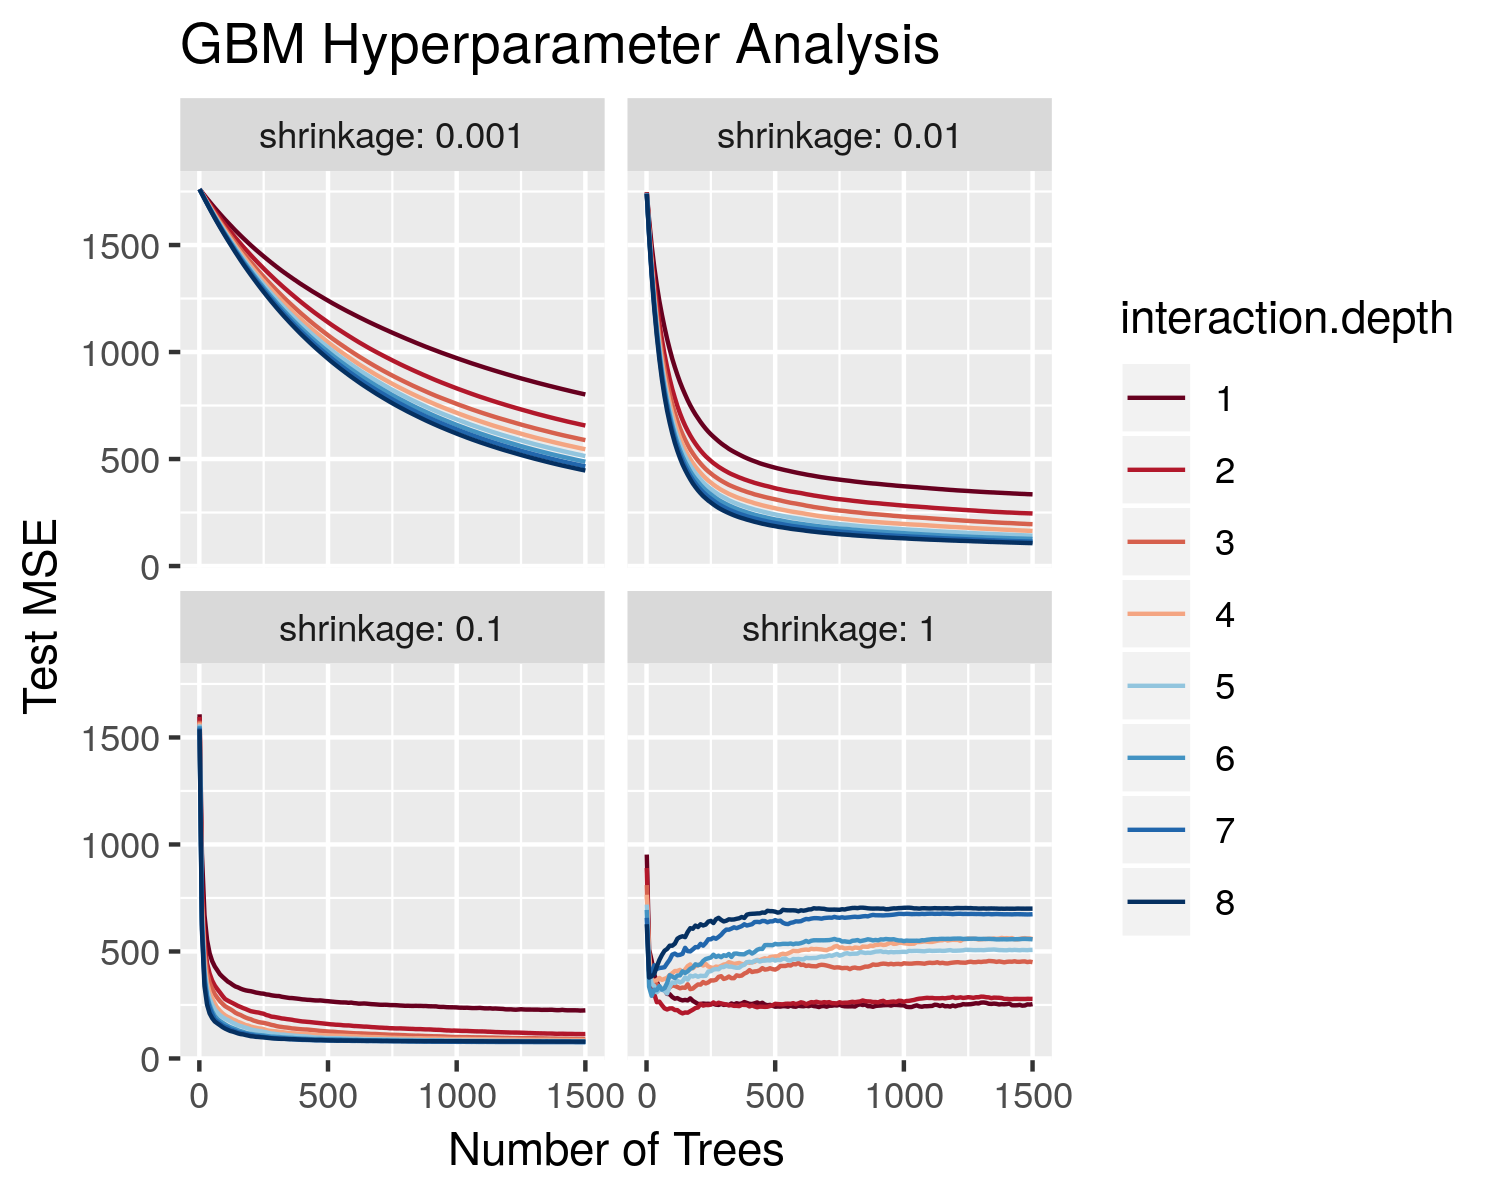 GBM Hyperparameter Analysis
shrinkage: 0.001
shrinkage: 0.01
1500
1000
500
0
shrinkage: 0.1
shrinkage: 1
1500
1000
500
0
0 500 1000 1500
0 500 1000 1500
Number of Trees
Test MSE
interaction.depth
1
2
3
4
5
6
7
8